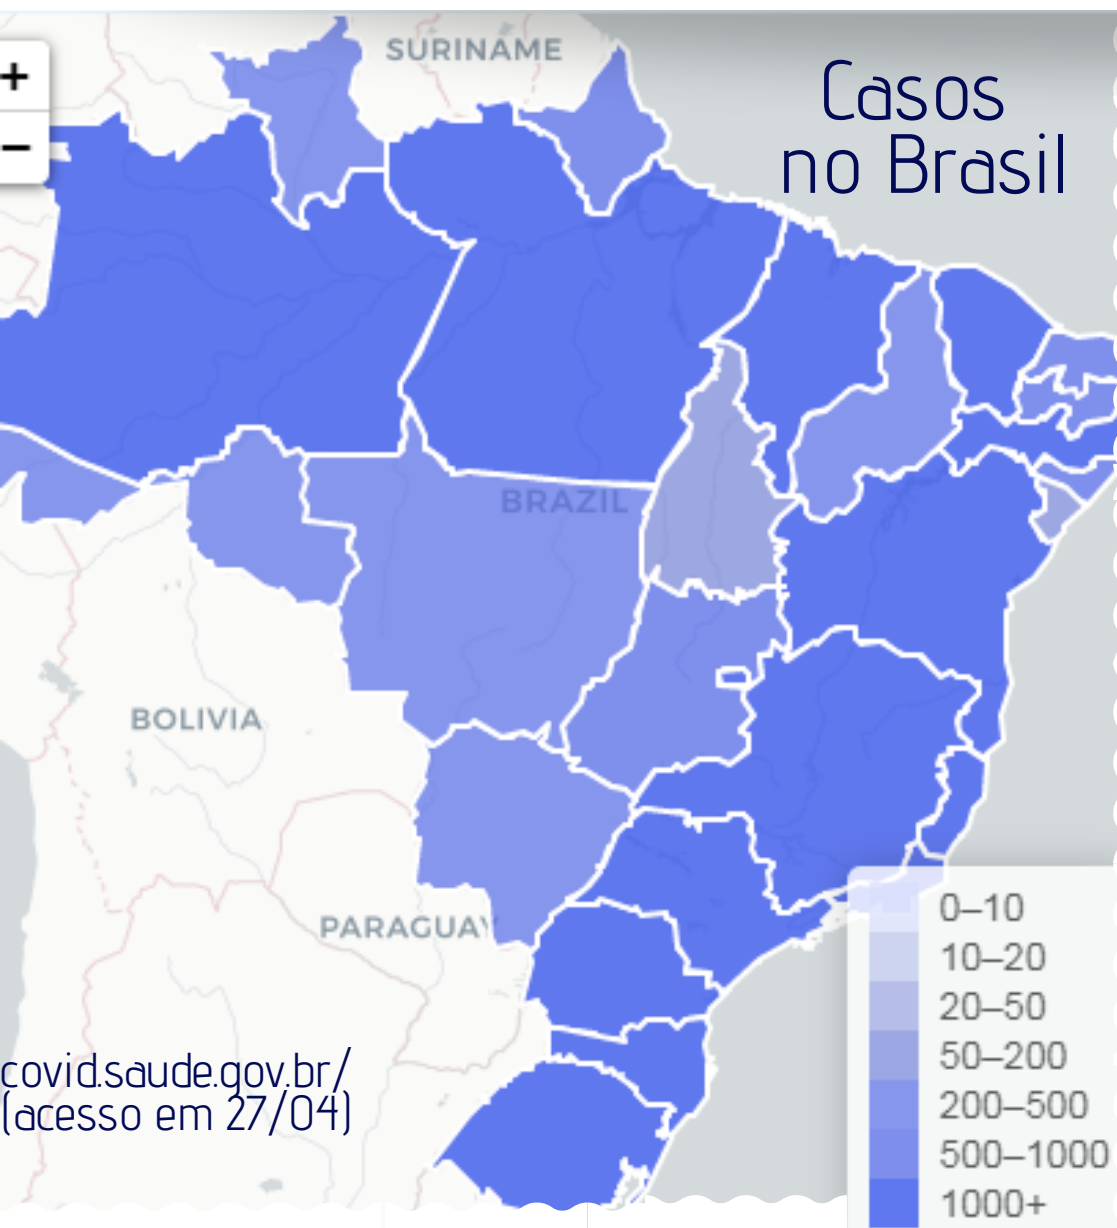 +
−
SURINAME
Casos
no Brasil
BRAZIL
BOLIVIA
PARAGUAY
covid.saude.gov.br/
(acesso em 27/04)
0–10
10–20
20–50
50–200
200–500
500–1000
1000+